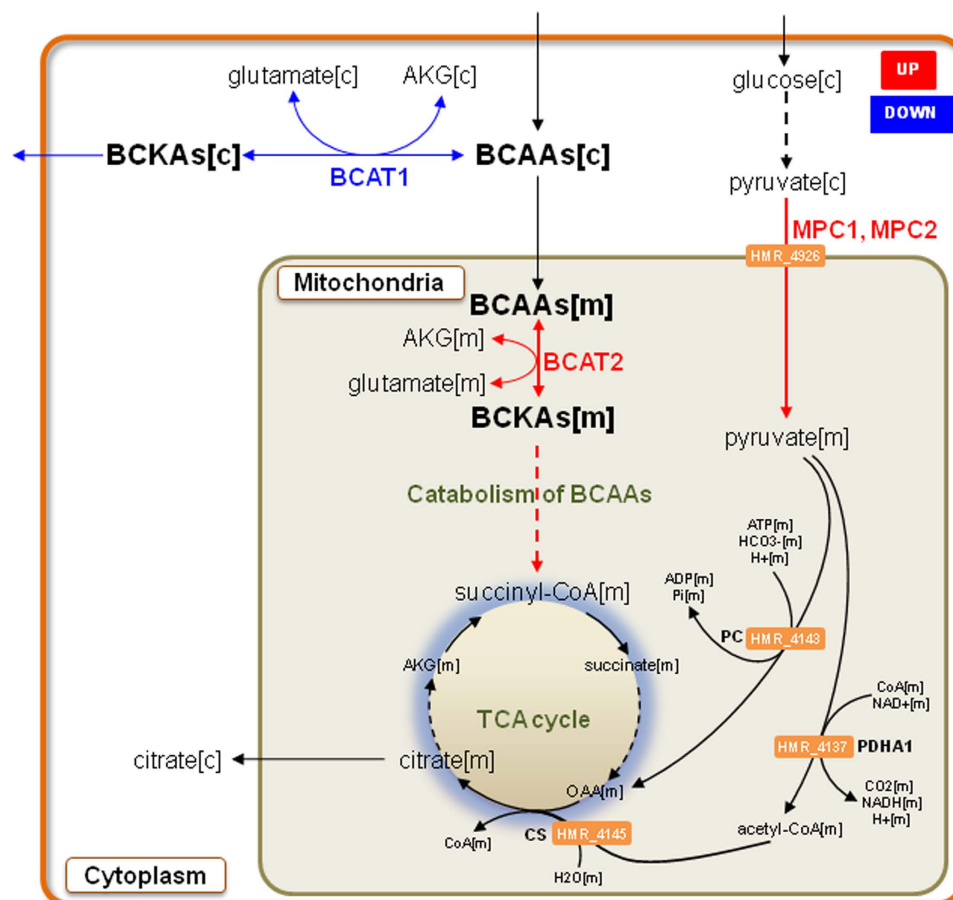 glutamate[c]
AKG[c]
glucose[c]
UP
DOWN
BCKAs[c]
BCAT1
BCAAs[c]
pyruvate[c]
MPC1, MPC2
HMR_4926
Mitochondria
BCAAs[m]
AKG[m]
BCAT2
glutamate[m]
BCKAs[m]
pyruvate[m]
Catabolism of BCAAs
ATP[m]
HCO3-[m]
H+[m]
ADP[m]
Pi[m]
succinyl-CoA[m]
PC
HMR_4143
AKG[m]
succinate[m]
CoA[m]
NAD+[m]
TCA cycle
HMR_4137
PDHA1
citrate[c]
citrate[m]
OAA[m]
CO2[m]
NADH[m]
H+[m]
CoA[m]
CS
HMR_4145
acetyl-CoA[m]
H2O[m]
Cytoplasm